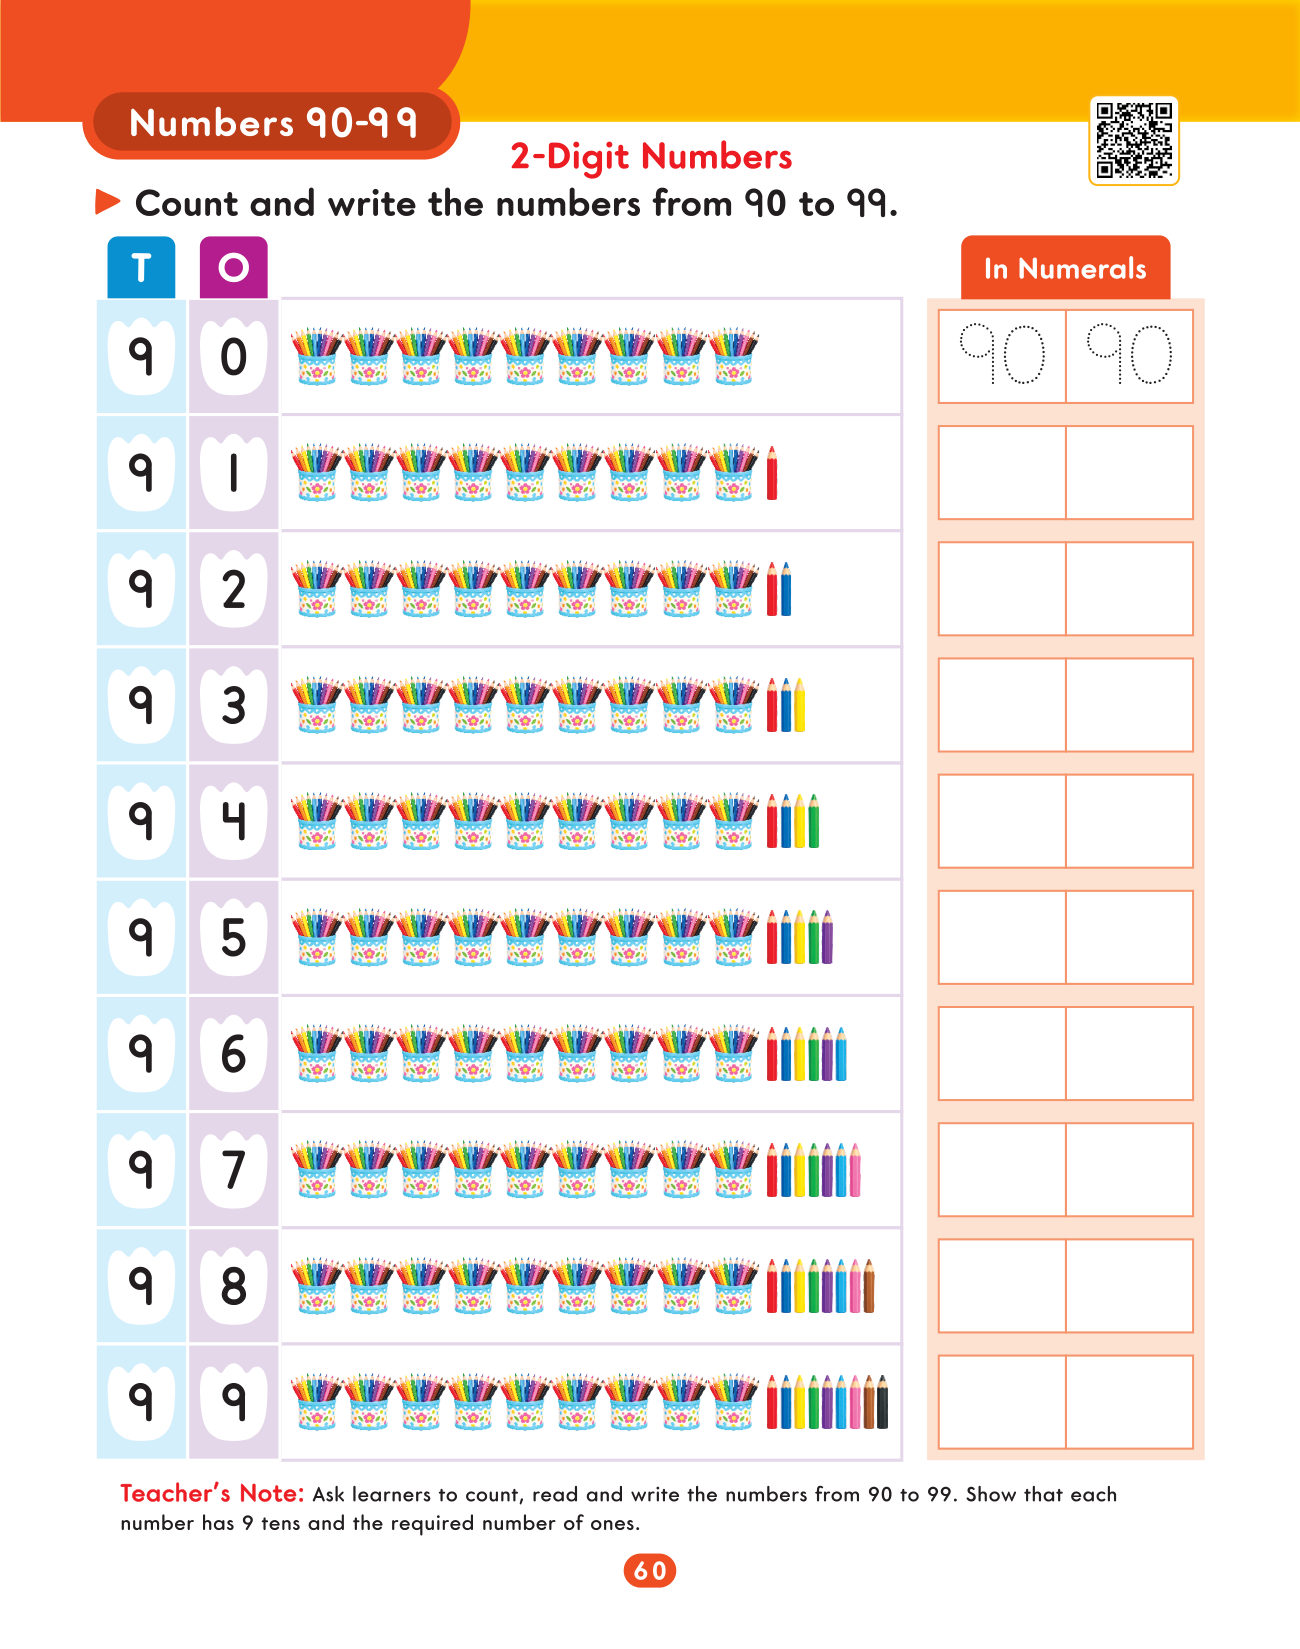 Numbers 90-99
2-Digit Numbers
Count and write the numbers from 90 to 99.
T O In Numerals
9 0 90 90
9 1
9 2
9 3
9 4
9 5
9 6
9 7
9 8
9 9
Teacher's Note: Ask learners to count, read and write the numbers from 90 to 99. Show that each
number has 9 tens and the required number of ones.
60